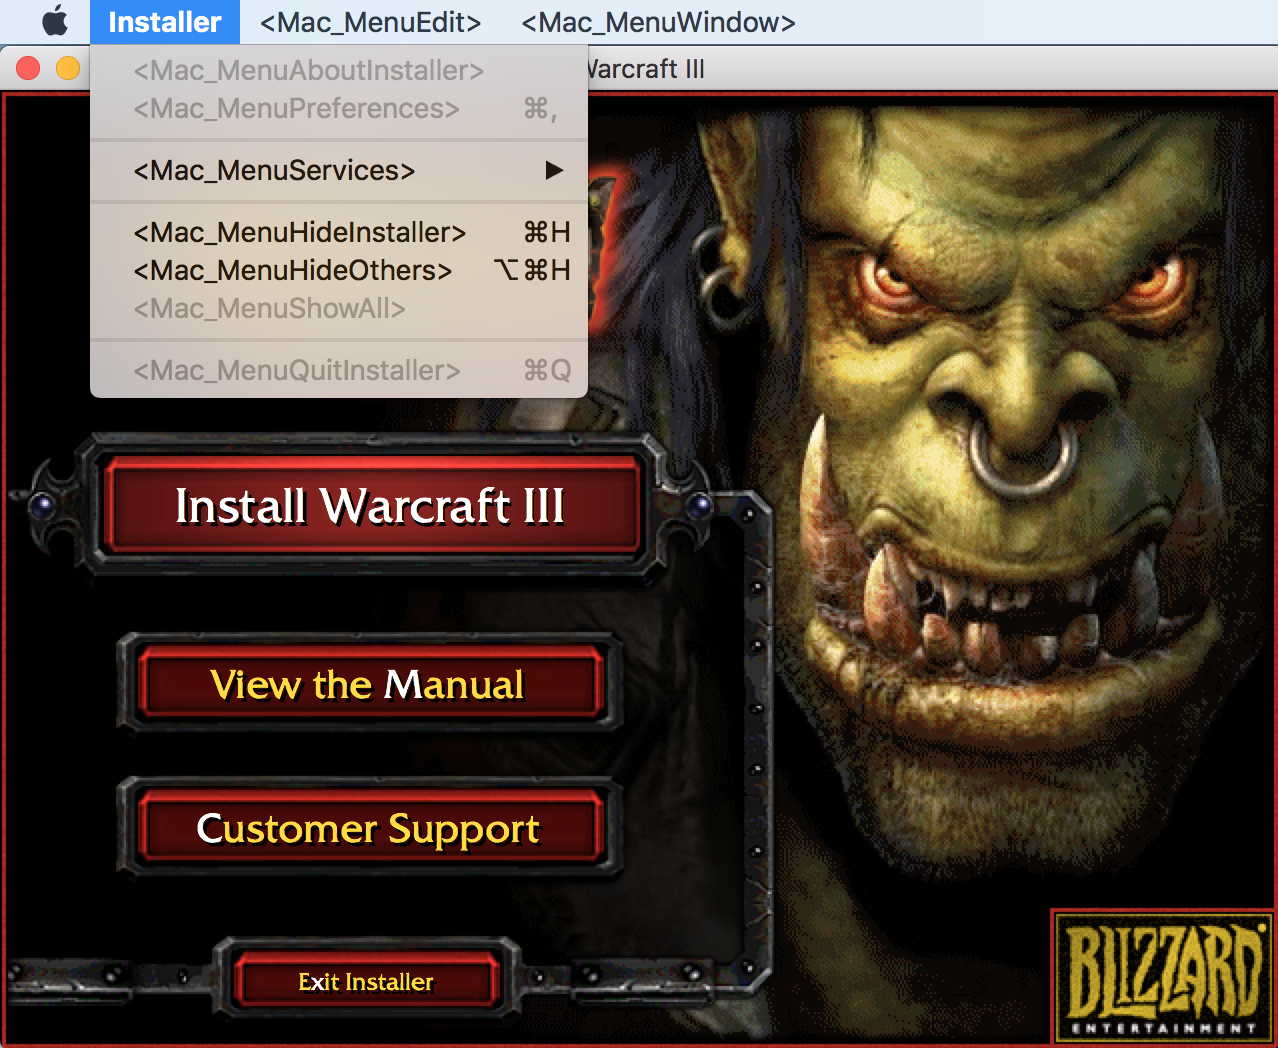 Installer <Mac_MenuEdit> <Mac_MenuWindow>
Warcraft III
<Mac_MenuAboutInstaller>
<Mac_MenuPreferences> ⌘,
<Mac_MenuServices> ▶
<Mac_MenuHideInstaller> ⌘H
<Mac_MenuHideOthers> ⌥⌘H
<Mac_MenuShowAll>
<Mac_MenuQuitInstaller> ⌘Q
Install Warcraft III
View the Manual
Customer Support
Exit Installer
BLIZZARD
ENTERTAINMENT